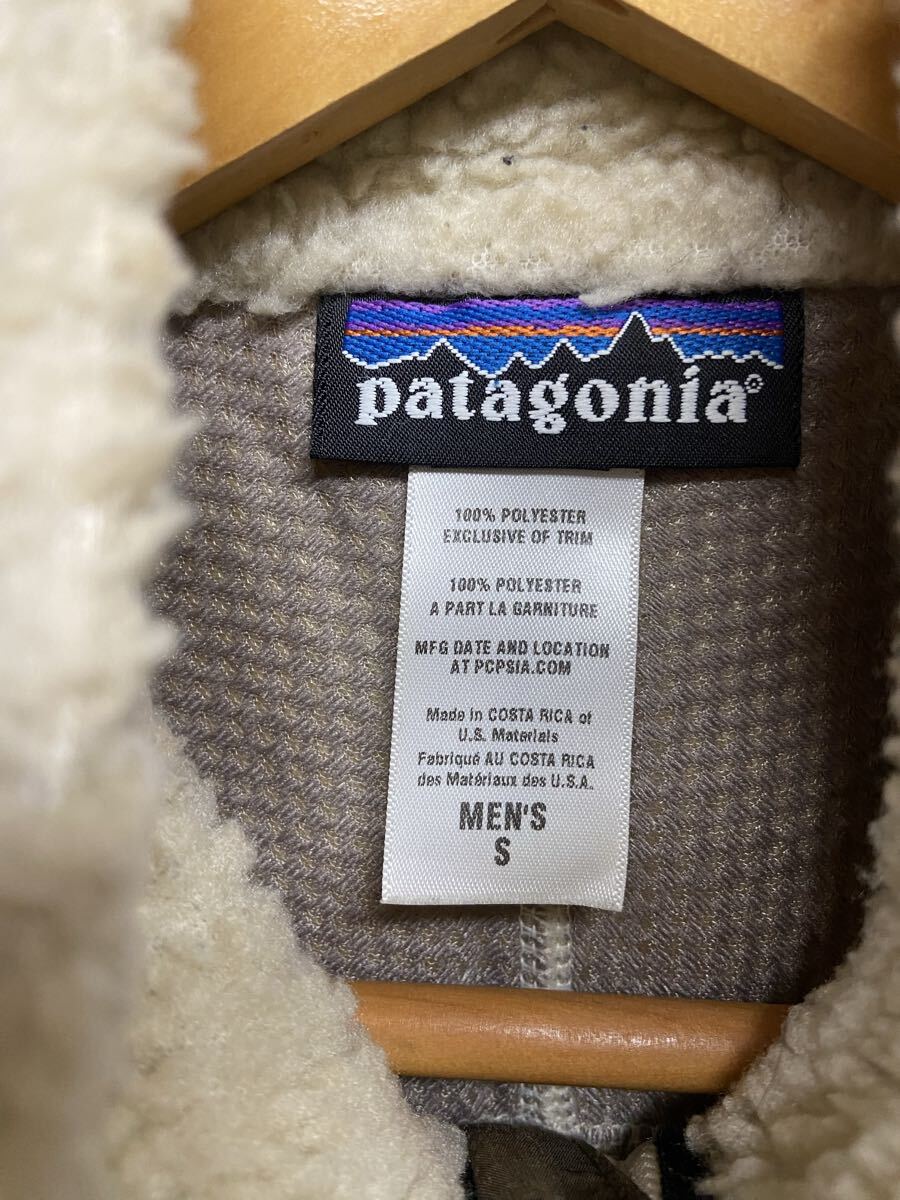 patagonia®
100% POLYESTER
EXCLUSIVE OF TRIM
100% POLYESTER
A PART LA GARNITURE
MFG DATE AND LOCATION
AT PCPSIA.COM
Made in COSTA RICA of
U.S. Materials
Fabriqué AU COSTA RICA
des Matériaux des U.S.A.
MEN'S
S